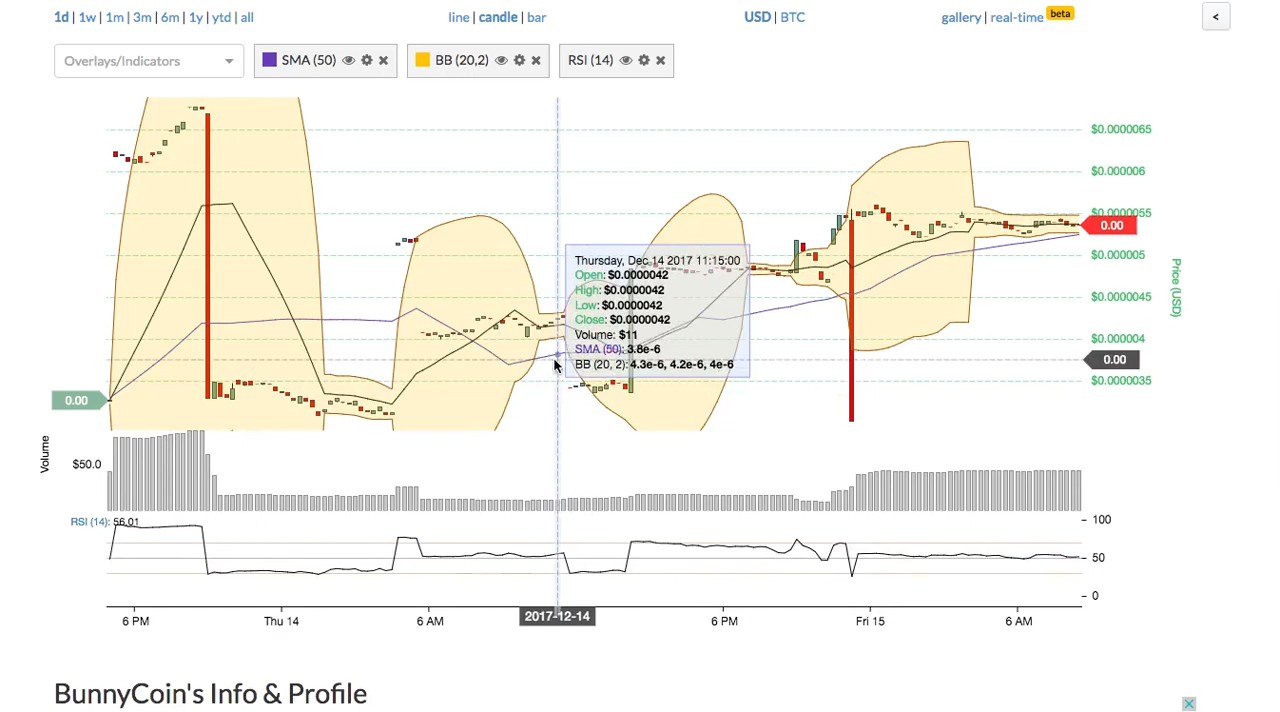 1d | 1w | 1m | 3m | 6m | 1y | ytd | all
line | candle | bar
USD | BTC
gallery | real-time beta
<
Overlays/Indicators
SMA (50)
BB (20,2)
RSI (14)
$0.0000065
$0.000006
$0.0000055
0.00
$0.000005
$0.0000045
$0.000004
0.00
$0.0000035
Price (USD)
Thursday, Dec 14 2017 11:15:00
Open: $0.0000042
High: $0.0000042
Low: $0.0000042
Close: $0.0000042
Volume: $11
SMA (50): 3.8e-6
BB (20, 2): 4.3e-6, 4.2e-6, 4e-6
0.00
Volume
$50.0
RSI (14): 56.01
100
50
0
6 PM
Thu 14
6 AM
2017-12-14
6 PM
Fri 15
6 AM
BunnyCoin's Info & Profile